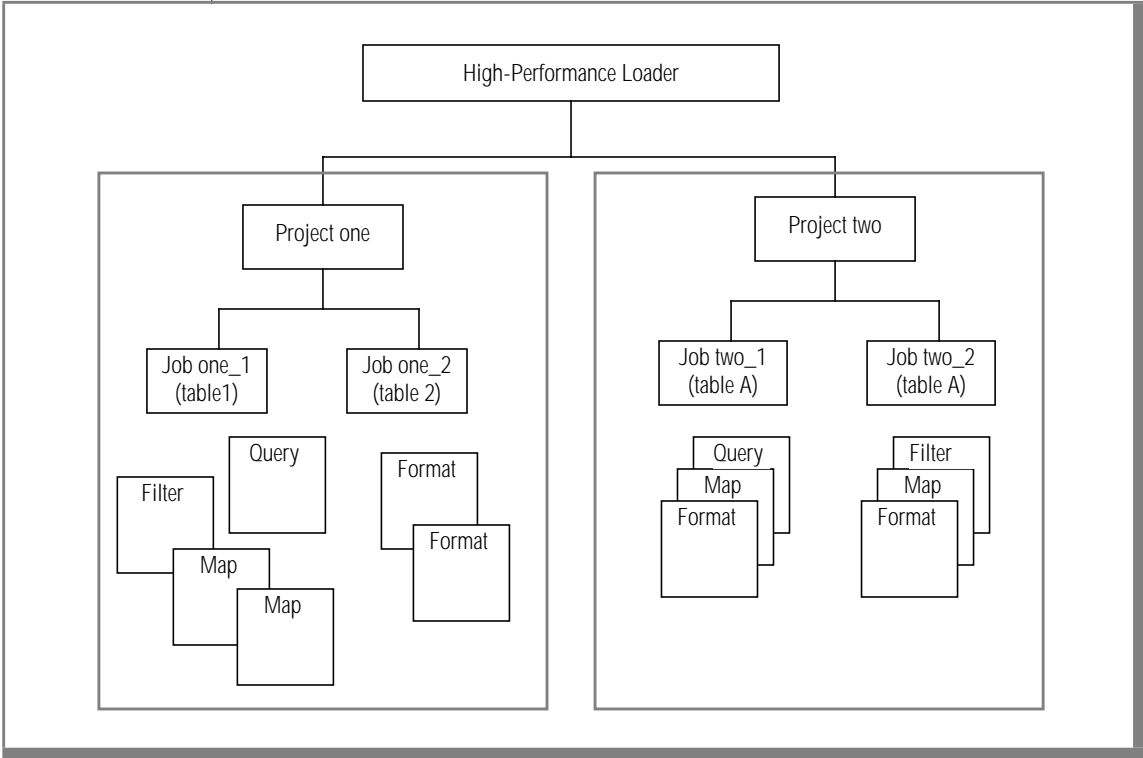 High-Performance Loader
Project one
Project two
Job one_1
(table1)
Job one_2
(table 2)
Job two_1
(table A)
Job two_2
(table A)
Query
Filter
Map
Map
Format
Format
Query
Map
Format
Filter
Map
Format